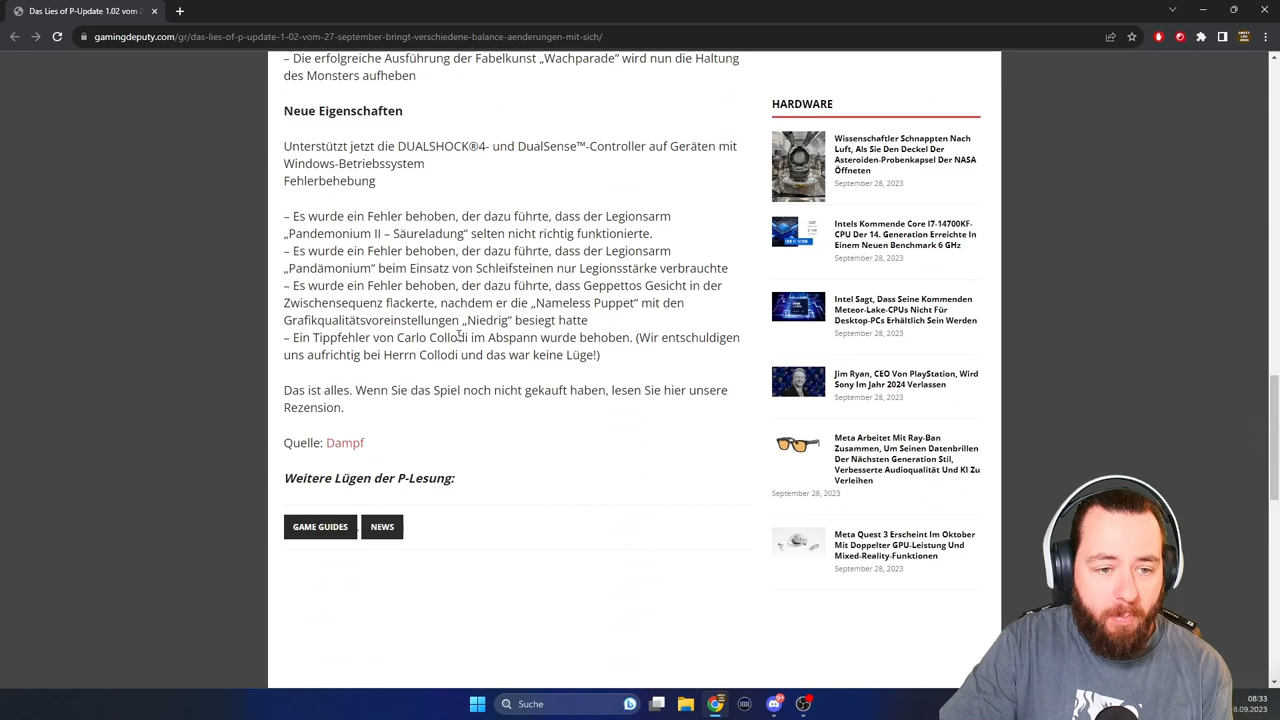 Das Lies of P-Update 1.02 vom 2
gamingdeputy.com/gr/das-lies-of-p-update-1-02-vom-27-september-bringt-verschiedene-balance-aenderungen-mit-sich/
– Die erfolgreiche Ausführung der Fabelkunst „Wachparade“ wird nun die Haltung
des Monsters aufheben
Neue Eigenschaften
Unterstützt jetzt die DUALSHOCK®4- und DualSense™-Controller auf Geräten mit
Windows-Betriebssystem
Fehlerbehebung
– Es wurde ein Fehler behoben, der dazu führte, dass der Legionsarm
„Pandemonium II – Säureladung“ selten nicht richtig funktionierte.
– Es wurde ein Fehler behoben, der dazu führte, dass der Legionsarm
„Pandämonium“ beim Einsatz von Schleifsteinen nur Legionsstärke verbrauchte
– Es wurde ein Fehler behoben, der dazu führte, dass Geppettos Gesicht in der
Zwischensequenz flackerte, nachdem er die „Nameless Puppet“ mit den
Grafikqualitätsvoreinstellungen „Niedrig“ besiegt hatte
– Ein Tippfehler von Carlo Collodi im Abspann wurde behoben. (Wir entschuldigen
uns aufrichtig bei Herrn Collodi und das war keine Lüge!)
Das ist alles. Wenn Sie das Spiel noch nicht gekauft haben, lesen Sie hier unsere
Rezension.
Quelle: Dampf
Weitere Lügen der P-Lesung:
GAME GUIDES
NEWS
HARDWARE
Wissenschaftler Schnappten Nach
Luft, Als Sie Den Deckel Der
Asteroiden-Probenkapsel Der NASA
Öffneten
September 28, 2023
Intels Kommende Core I7-14700KF-
CPU Der 14. Generation Erreichte In
Einem Neuen Benchmark 6 GHz
September 28, 2023
Intel Sagt, Dass Seine Kommenden
Meteor-Lake-CPUs Nicht Für
Desktop-PCs Erhältlich Sein Werden
September 28, 2023
Jim Ryan, CEO Von PlayStation, Wird
Sony Im Jahr 2024 Verlassen
September 28, 2023
Meta Arbeitet Mit Ray-Ban
Zusammen, Um Seinen Datenbrillen
Der Nächsten Generation Stil,
Verbesserte Audioqualität Und KI Zu
Verleihen
September 28, 2023
Meta Quest 3 Erscheint Im Oktober
Mit Doppelter GPU-Leistung Und
Mixed-Reality-Funktionen
September 28, 2023
Suche
08:33
8.09.2023